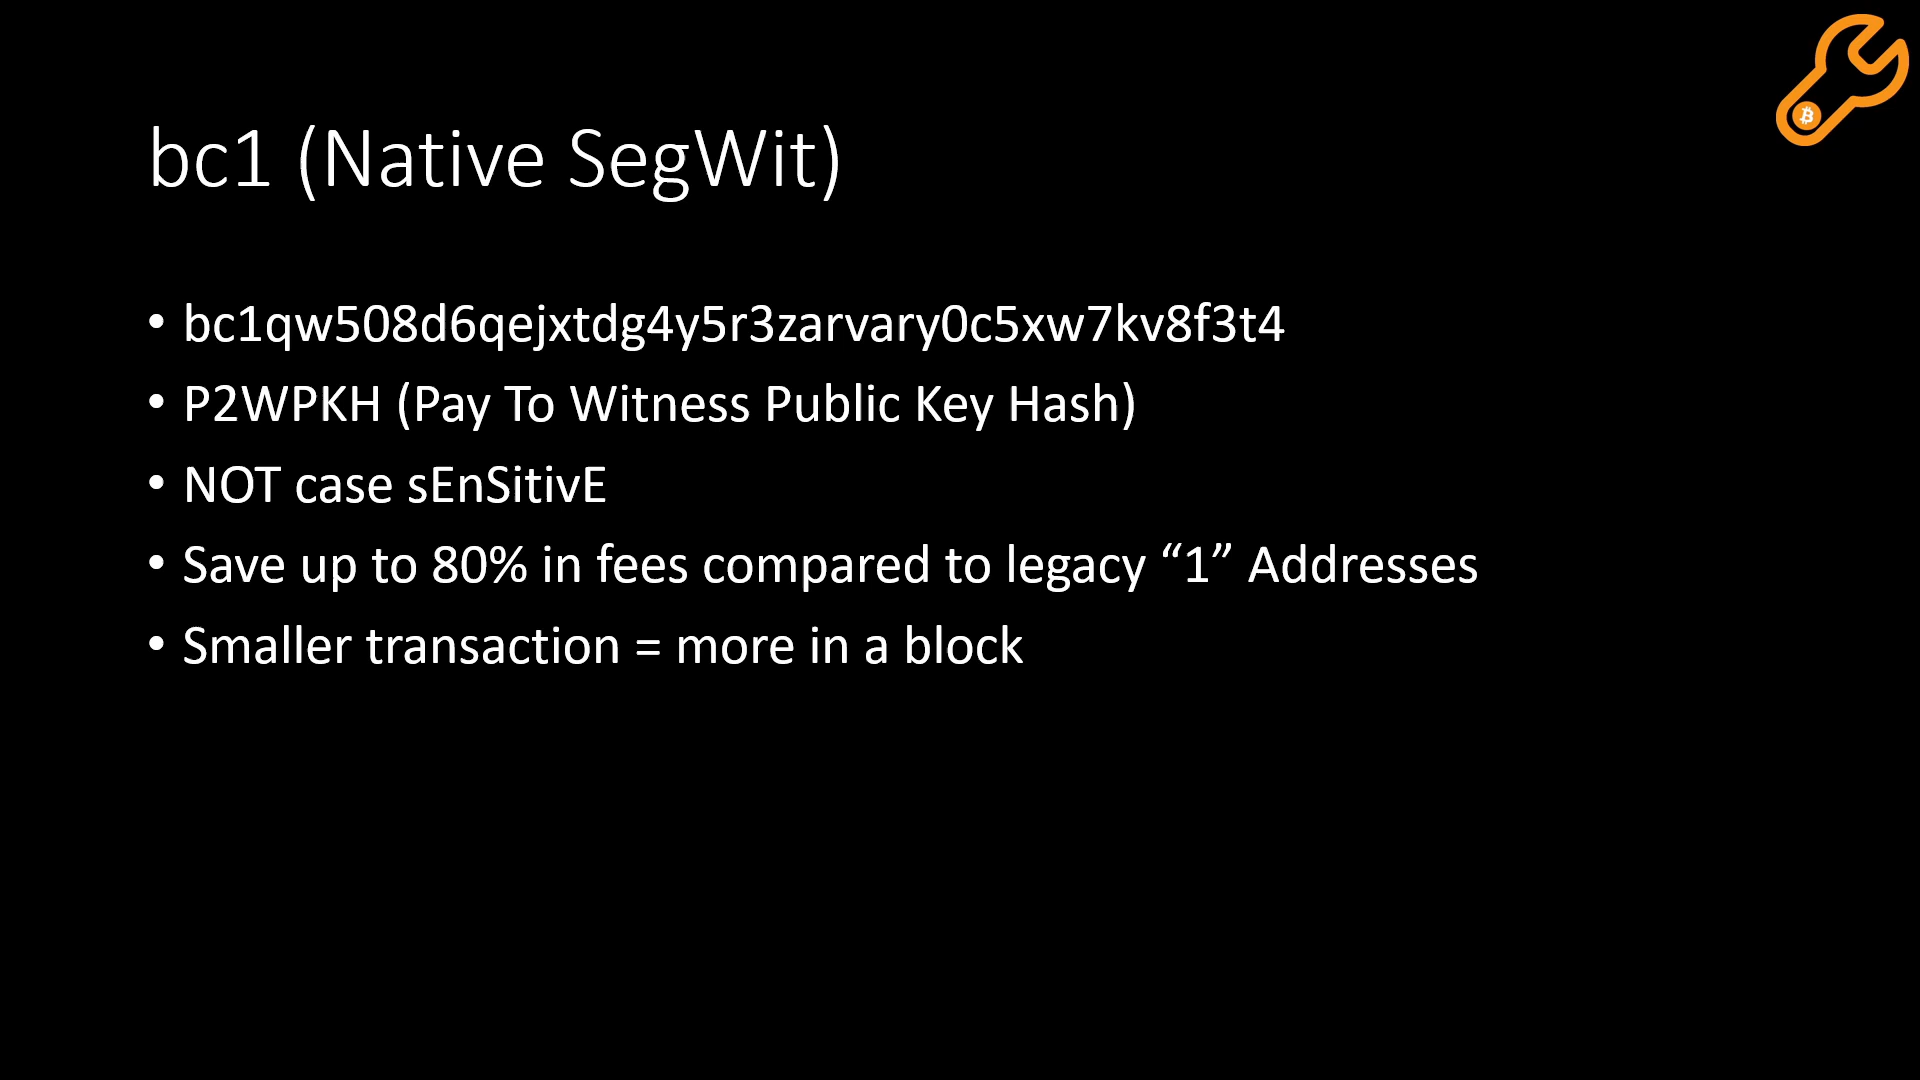 bc1 (Native SegWit)
• bc1qw508d6qejxtdg4y5r3zarvary0c5xw7kv8f3t4
• P2WPKH (Pay To Witness Public Key Hash)
• NOT case sEnSitivE
• Save up to 80% in fees compared to legacy “1” Addresses
• Smaller transaction = more in a block